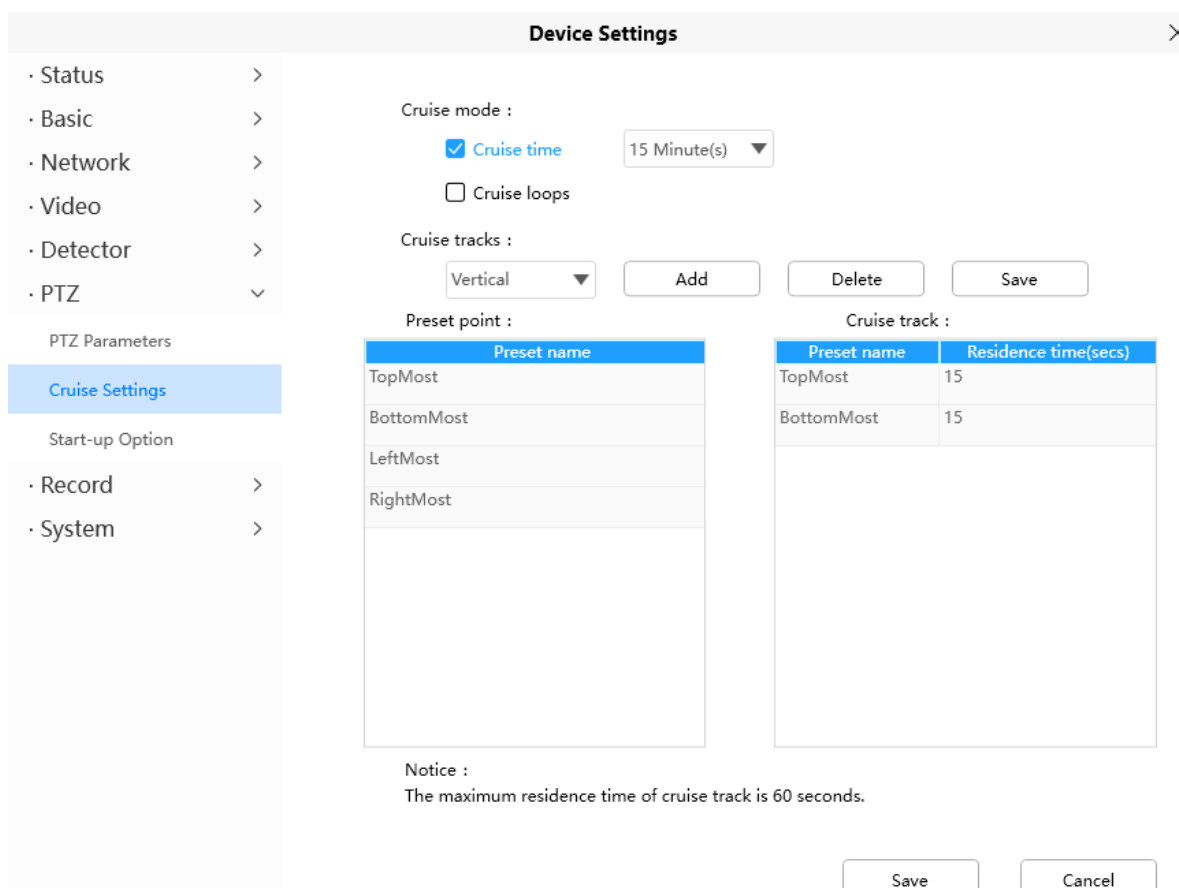 Device Settings
· Status
· Basic
· Network
· Video
· Detector
· PTZ
PTZ Parameters
Cruise Settings
Start-up Option
· Record
· System
Cruise mode :
Cruise time 15 Minute(s)
Cruise loops
Cruise tracks :
Vertical Add Delete Save
Preset point :
Preset name
TopMost
BottomMost
LeftMost
RightMost
Cruise track :
Preset name Residence time(secs)
TopMost 15
BottomMost 15
Notice :
The maximum residence time of cruise track is 60 seconds.
Save Cancel